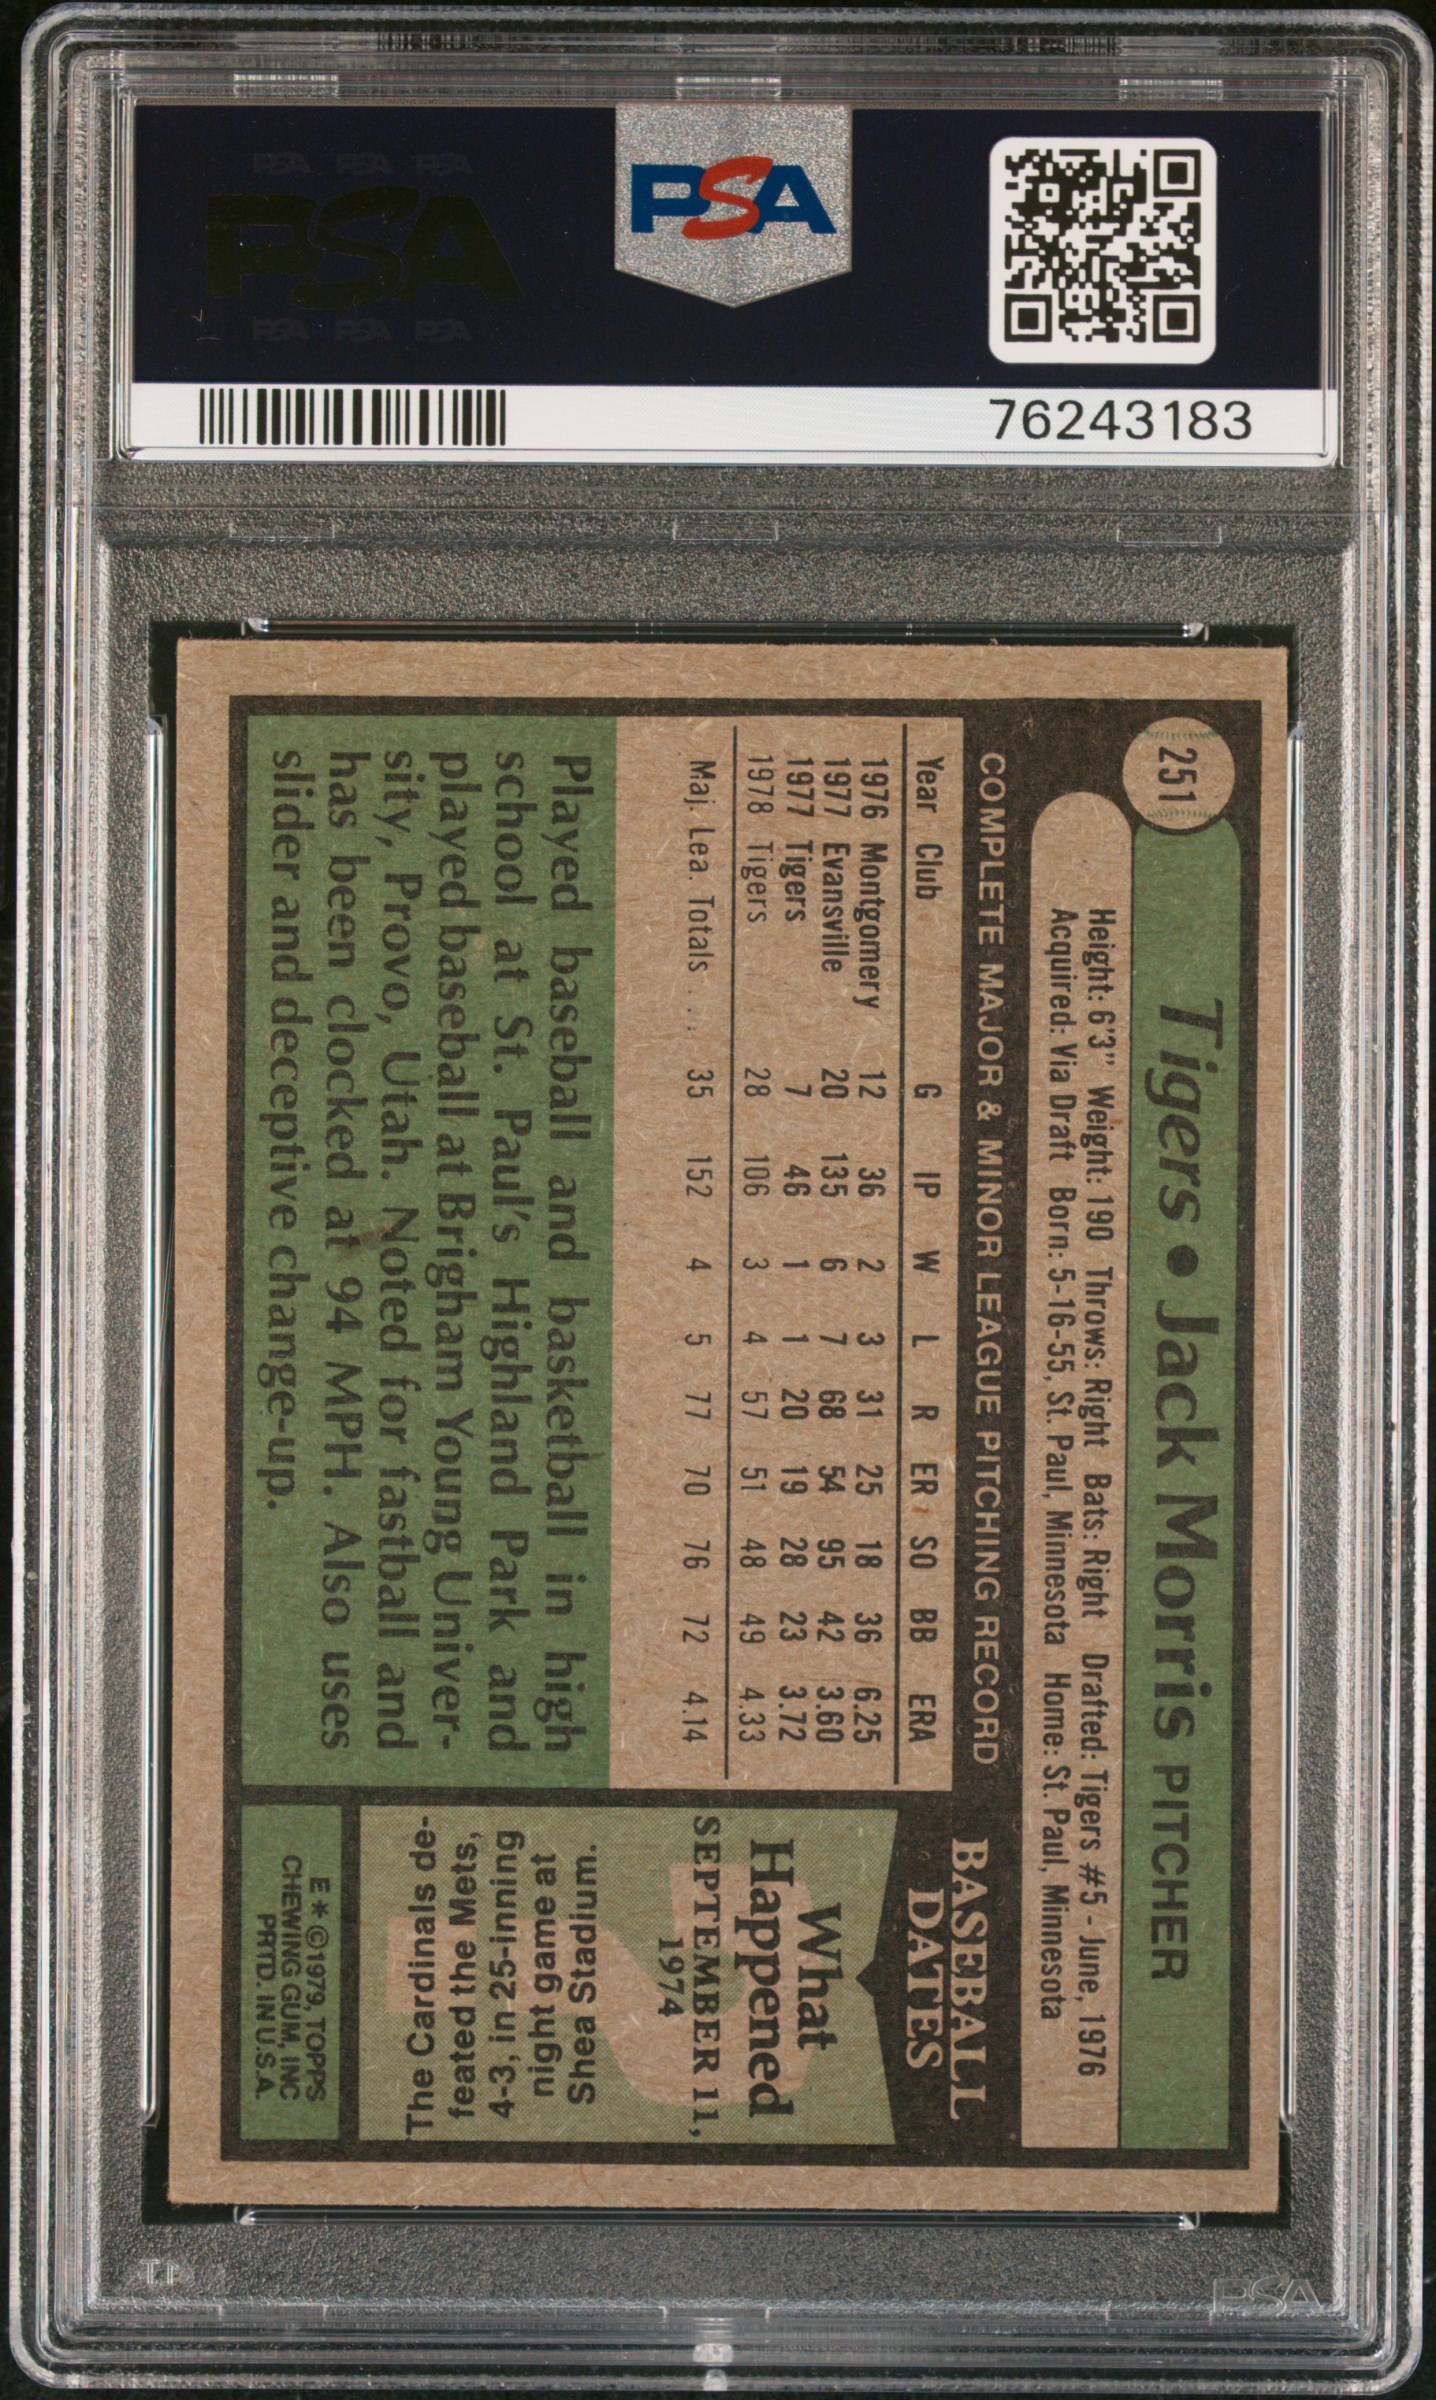 PSA PSA PSA
PSA
PSA PSA PSA
PSA
76243183
251
Tigers • Jack Morris PITCHER
Height: 6'3" Weight: 190 Throws: Right Bats: Right Drafted: Tigers #5 - June, 1976
Acquired: Via Draft Born: 5-16-55, St. Paul, Minnesota Home: St. Paul, Minnesota
COMPLETE MAJOR & MINOR LEAGUE PITCHING RECORD
Year Club G IP W L R ER SO BB ERA
1976 Montgomery 12 36 2 3 31 25 18 36 6.25
1977 Evansville 20 135 6 7 68 54 95 42 3.60
1977 Tigers 7 46 1 1 20 19 28 23 3.72
1978 Tigers 28 106 3 4 57 51 48 49 4.33
Maj. Lea. Totals . . . 35 152 4 5 77 70 76 72 4.14
Played baseball and basketball in high
school at St. Paul's Highland Park and
played baseball at Brigham Young Univer-
sity, Provo, Utah. Noted for fastball and
has been clocked at 94 MPH. Also uses
slider and deceptive change-up.
BASEBALL
DATES
What
Happened
SEPTEMBER 11,
1974
The Cardinals de-
feated the Mets,
4-3, in 25-inning
night game at
Shea Stadium.
E * © 1979, TOPPS
CHEWING GUM, INC
PRTD. IN U.S.A.
PSA